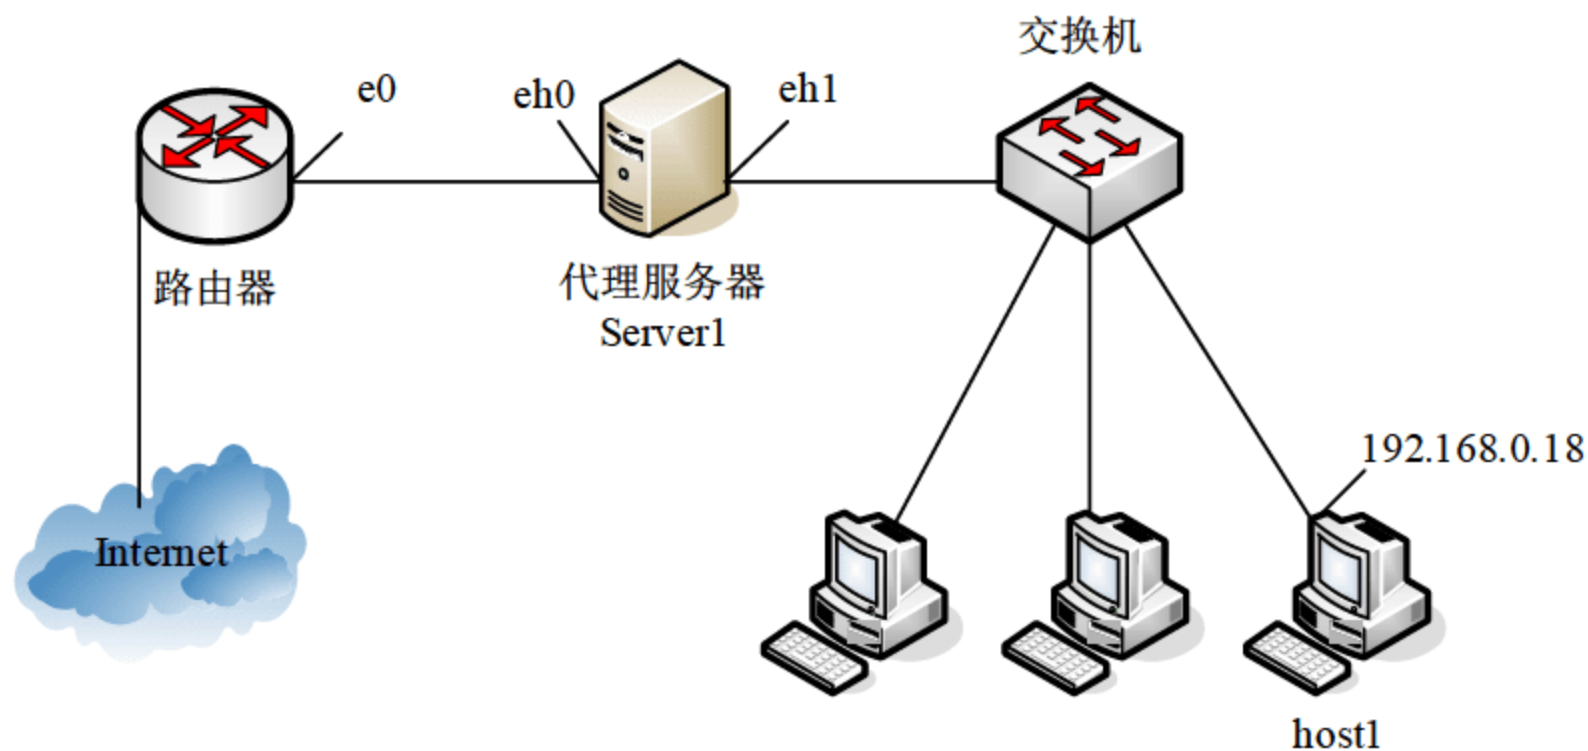 交换机
e0
eh0
eh1
路由器
代理服务器
Server1
192.168.0.18
Internet
host1